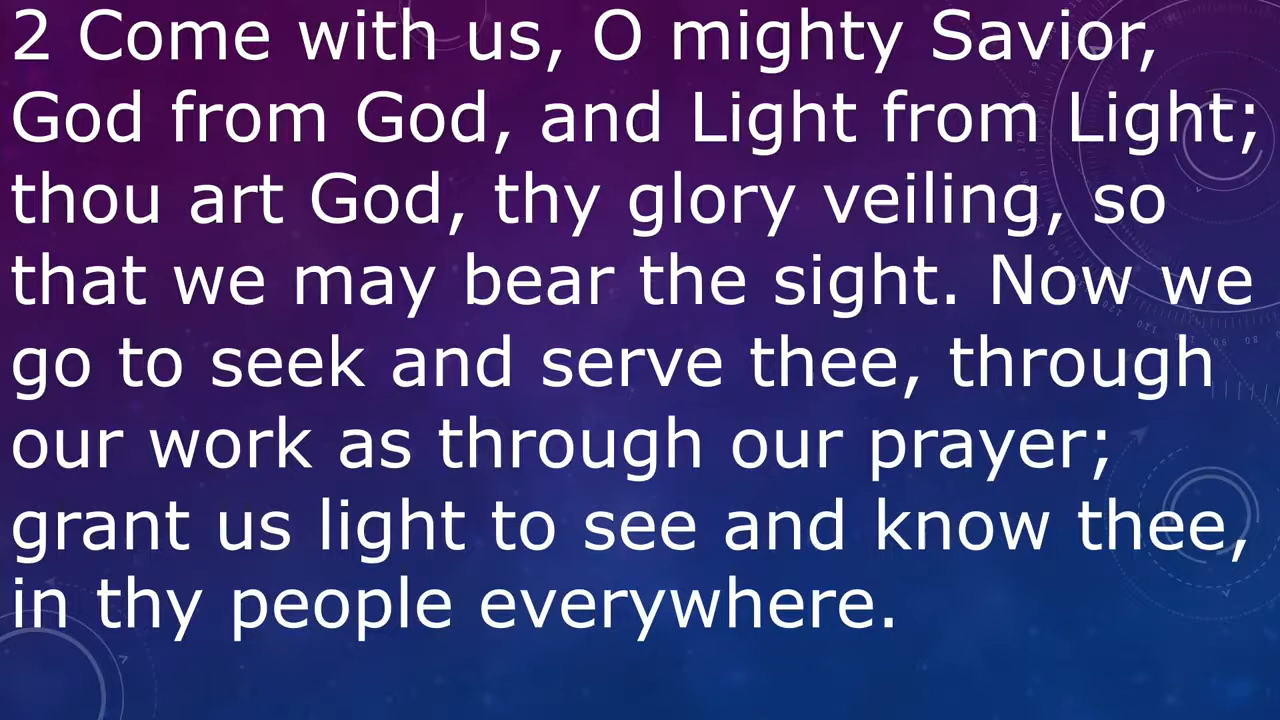 2 Come with us, O mighty Savior,
God from God, and Light from Light;
thou art God, thy glory veiling, so
that we may bear the sight. Now we
go to seek and serve thee, through
our work as through our prayer;
grant us light to see and know thee,
in thy people everywhere.